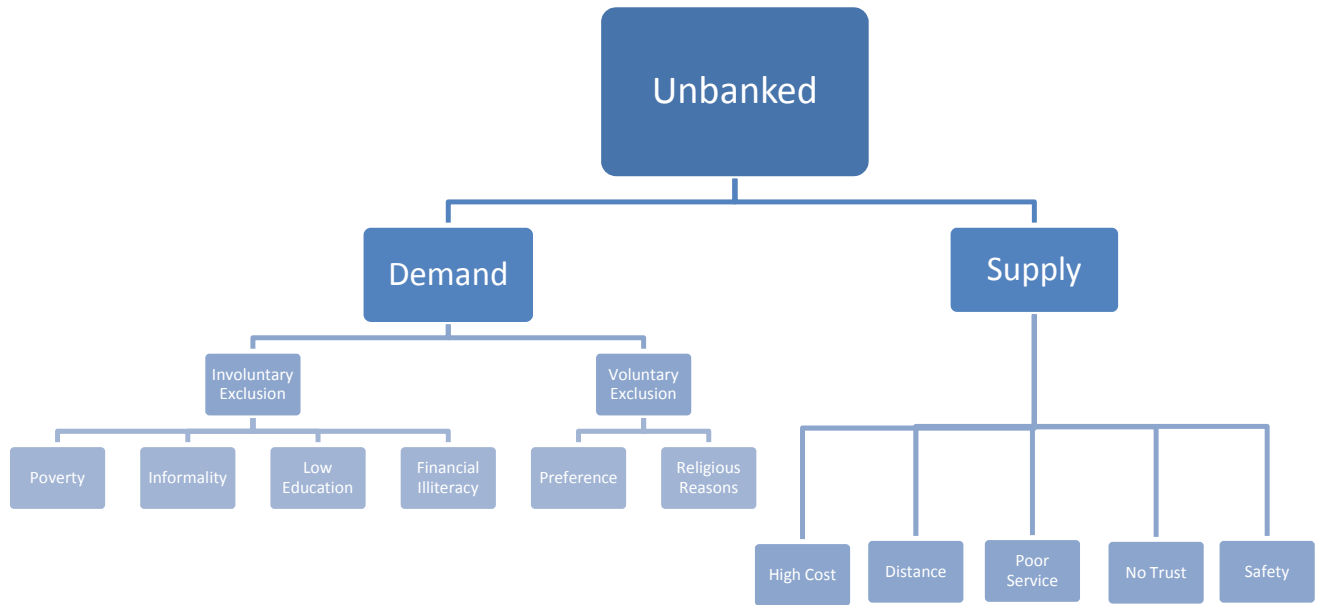 Unbanked
Demand
Supply
Involuntary
Exclusion
Voluntary
Exclusion
Poverty
Informality
Low
Education
Financial
Illiteracy
Preference
Religious
Reasons
High Cost
Distance
Poor
Service
No Trust
Safety